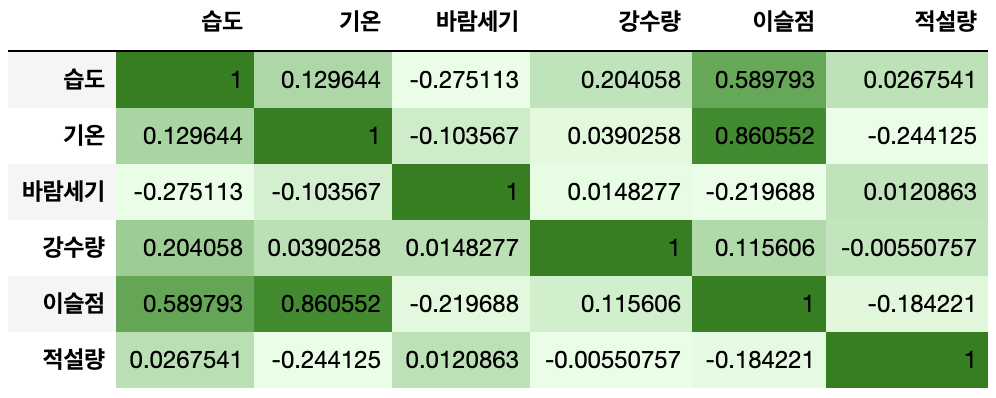 습도 기온 바람세기 강수량 이슬점 적설량
습도 1 0.129644 -0.275113 0.204058 0.589793 0.0267541
기온 0.129644 1 -0.103567 0.0390258 0.860552 -0.244125
바람세기 -0.275113 -0.103567 1 0.0148277 -0.219688 0.0120863
강수량 0.204058 0.0390258 0.0148277 1 0.115606 -0.00550757
이슬점 0.589793 0.860552 -0.219688 0.115606 1 -0.184221
적설량 0.0267541 -0.244125 0.0120863 -0.00550757 -0.184221 1